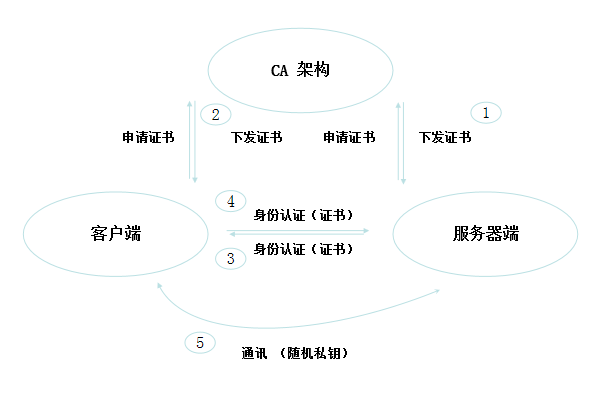 CA 架构
2
1
申请证书
下发证书
申请证书
下发证书
4
身份认证（证书）
客户端
服务器端
身份认证（证书）
3
5
通讯 （随机私钥）